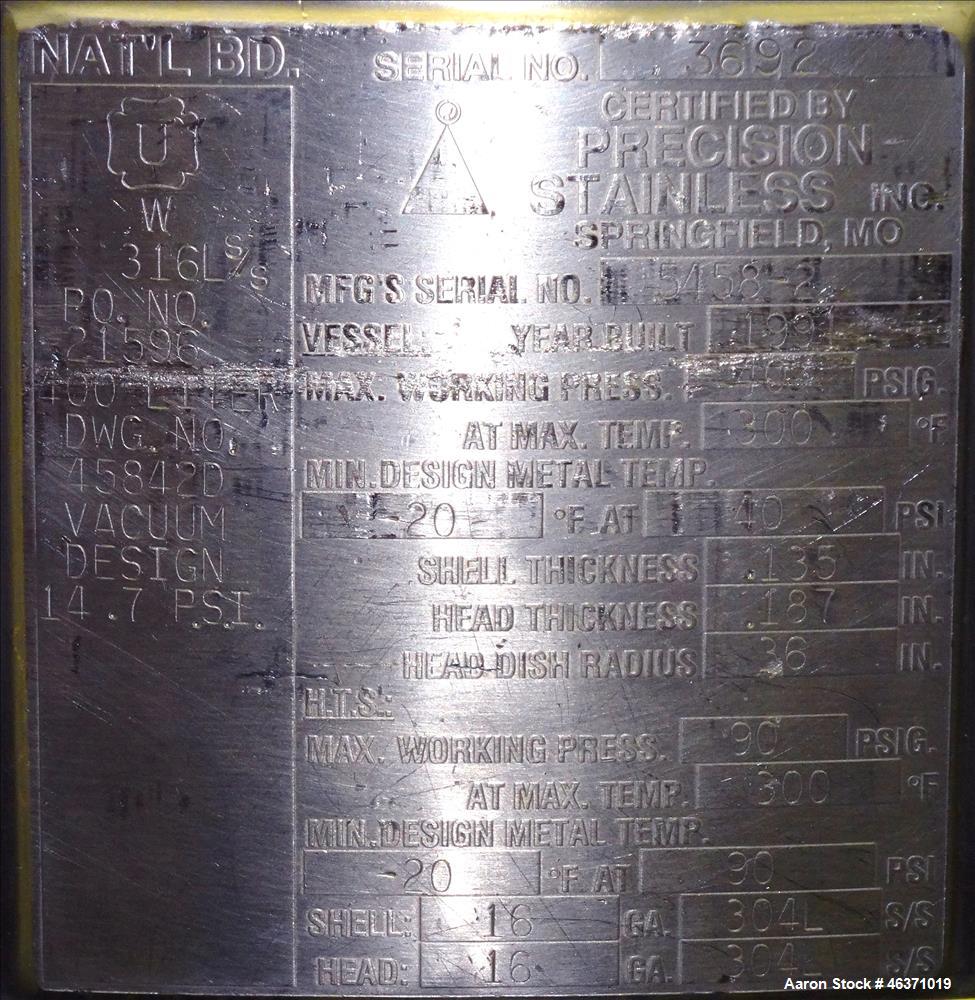 NAT'L BD. SERIAL NO. 3692
U
W
316L S/S
P.O. NO.
21596
400 LITER
DWG. NO.
45842D
VACUUM
DESIGN
14.7 P.S.I.
CERTIFIED BY
PRECISION
STAINLESS INC.
SPRINGFIELD, MO
MFG'S SERIAL NO. 5458-2
VESSEL: YEAR BUILT
MAX. WORKING PRESS. PSIG.
AT MAX. TEMP. 300 °F
MIN. DESIGN METAL TEMP.
-20 °F. AT 40 PSI
SHELL THICKNESS .135 IN.
HEAD THICKNESS .187 IN.
HEAD DISH RADIUS 36 IN.
H.T.S.:
MAX. WORKING PRESS. 90 PSIG.
AT MAX. TEMP. 300 °F
MIN. DESIGN METAL TEMP.
-20 °F. AT 90 PSI
SHELL: 16 GA. 304L S/S
HEAD: 16 GA. 304L S/S
Aaron Stock # 46371019